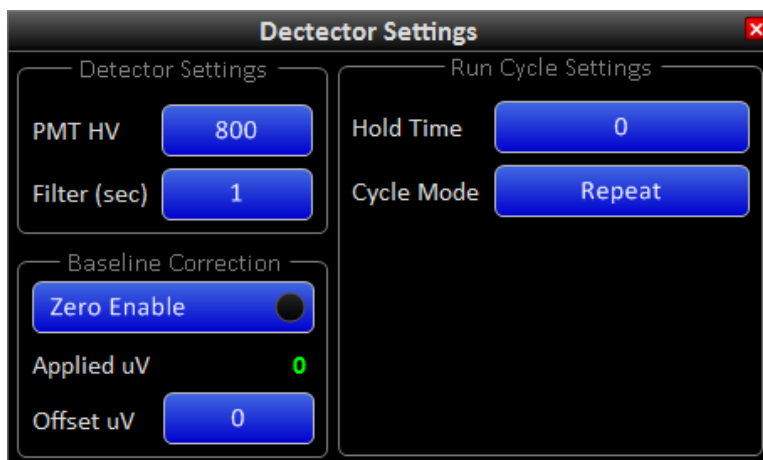 Dectector Settings
Detector Settings
PMT HV 800
Filter (sec) 1
Baseline Correction
Zero Enable
Applied uV 0
Offset uV 0
Run Cycle Settings
Hold Time 0
Cycle Mode Repeat